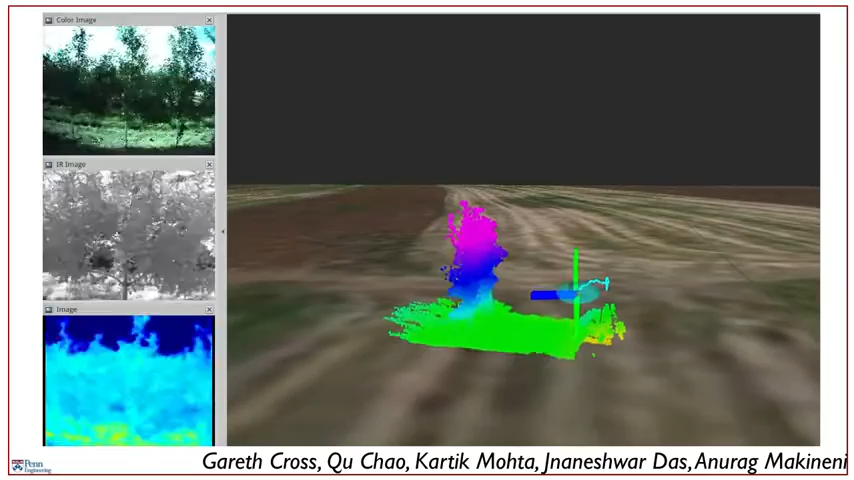 Color Image
IR Image
Image
Penn
Engineering
Gareth Cross, Qu Chao, Kartik Mohta, Jnaneshwar Das, Anurag Makineni